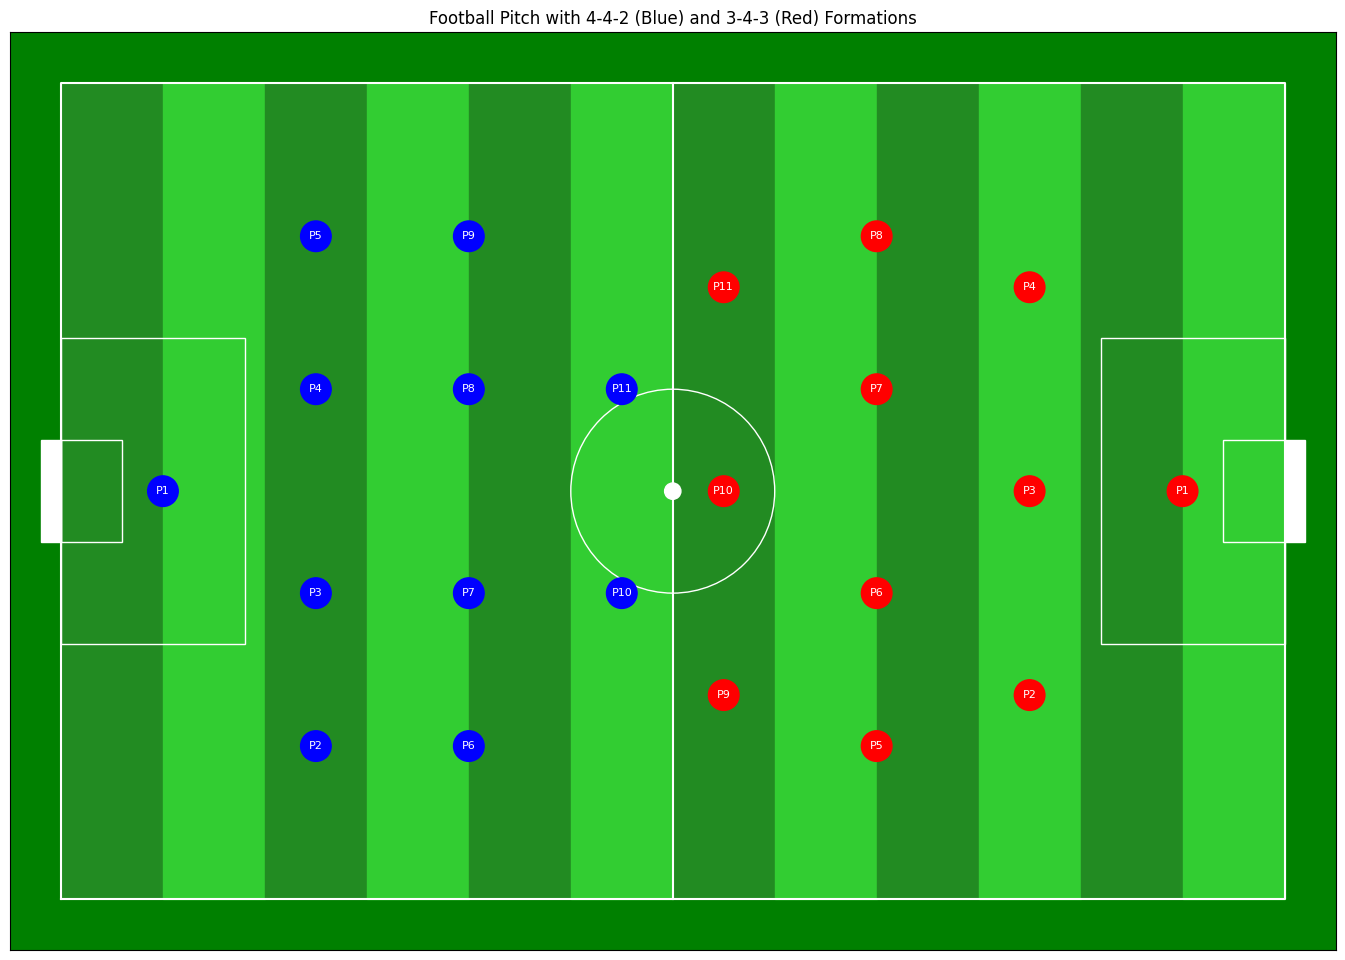 Football Pitch with 4-4-2 (Blue) and 3-4-3 (Red) Formations
P5 P9 P8
P11 P4
P4 P8 P11 P7
P1 P10 P3 P1
P3 P7 P10 P6
P9 P2
P2 P6 P5